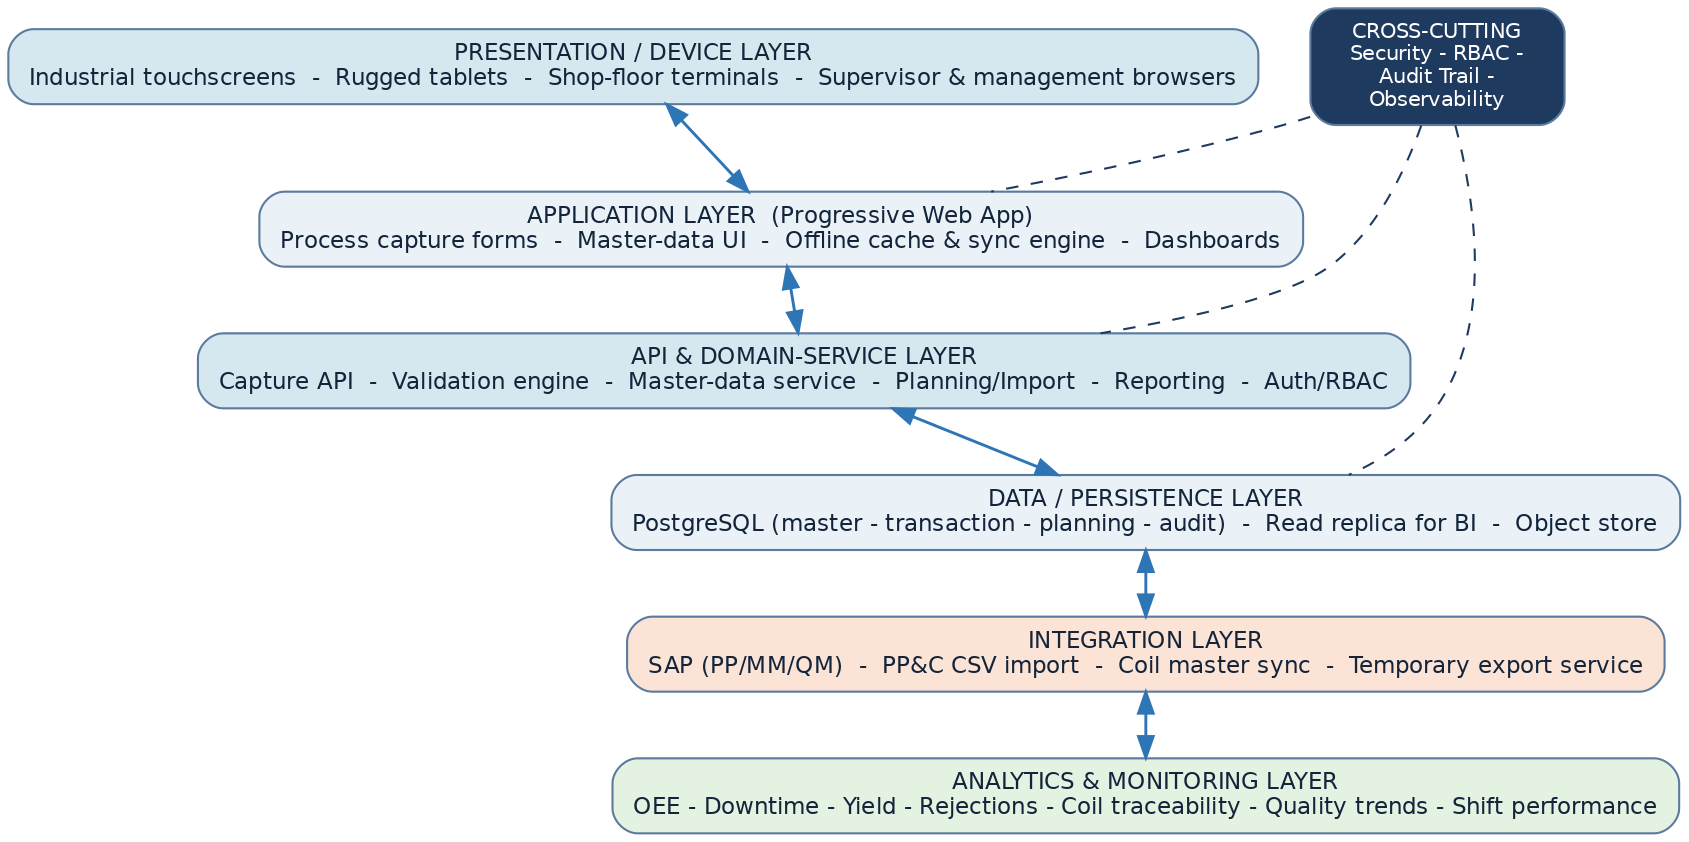 PRESENTATION / DEVICE LAYER
Industrial touchscreens  -  Rugged tablets  -  Shop-floor terminals  -  Supervisor & management browsers
CROSS-CUTTING
Security - RBAC -
Audit Trail -
Observability
APPLICATION LAYER  (Progressive Web App)
Process capture forms  -  Master-data UI  -  Offline cache & sync engine  -  Dashboards
API & DOMAIN-SERVICE LAYER
Capture API  -  Validation engine  -  Master-data service  -  Planning/Import  -  Reporting  -  Auth/RBAC
DATA / PERSISTENCE LAYER
PostgreSQL (master - transaction - planning - audit)  -  Read replica for BI  -  Object store
INTEGRATION LAYER
SAP (PP/MM/QM)  -  PP&C CSV import  -  Coil master sync  -  Temporary export service
ANALYTICS & MONITORING LAYER
OEE - Downtime - Yield - Rejections - Coil traceability - Quality trends - Shift performance